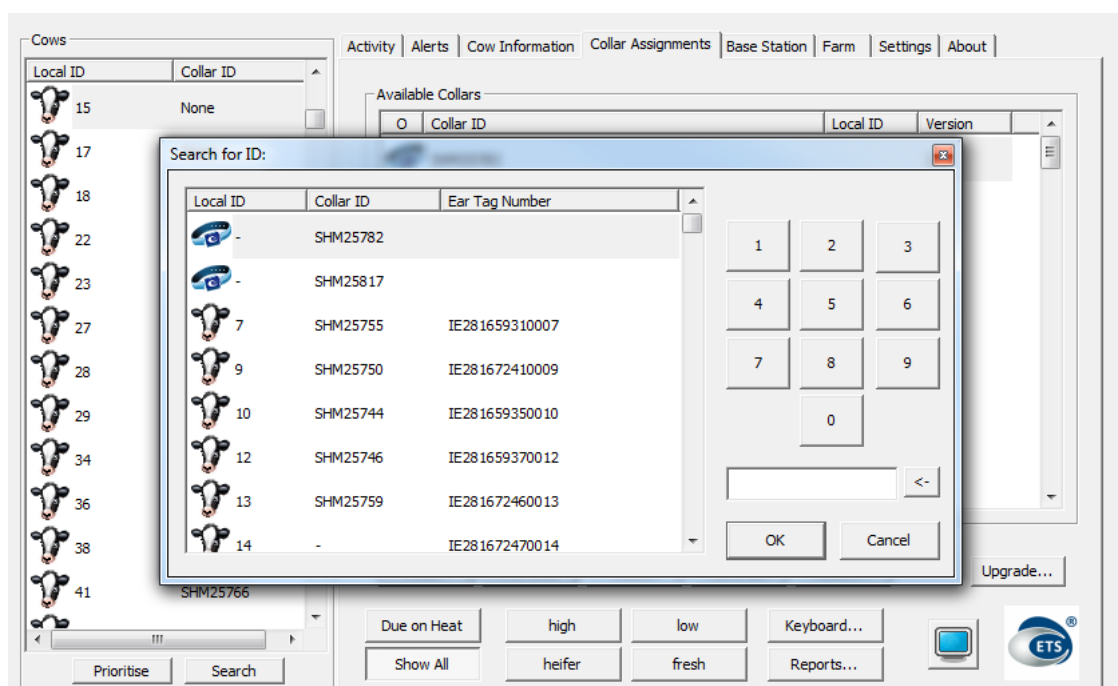 Cows
Local ID Collar ID
15 None
17
18
22
23
27
28
29
34
36
38
41 SHM25766
Prioritise Search
Activity Alerts Cow Information Collar Assignments Base Station Farm Settings About
Available Collars
O Collar ID Local ID Version
Search for ID:
Local ID Collar ID Ear Tag Number
- SHM25782
- SHM25817
7 SHM25755 IE281659310007
9 SHM25750 IE281672410009
10 SHM25744 IE281659350010
12 SHM25746 IE281659370012
13 SHM25759 IE281672460013
14 - IE281672470014
1 2 3
4 5 6
7 8 9
0
<-
OK Cancel
Upgrade...
Due on Heat high low Keyboard...
Show All heifer fresh Reports...
ETS ®